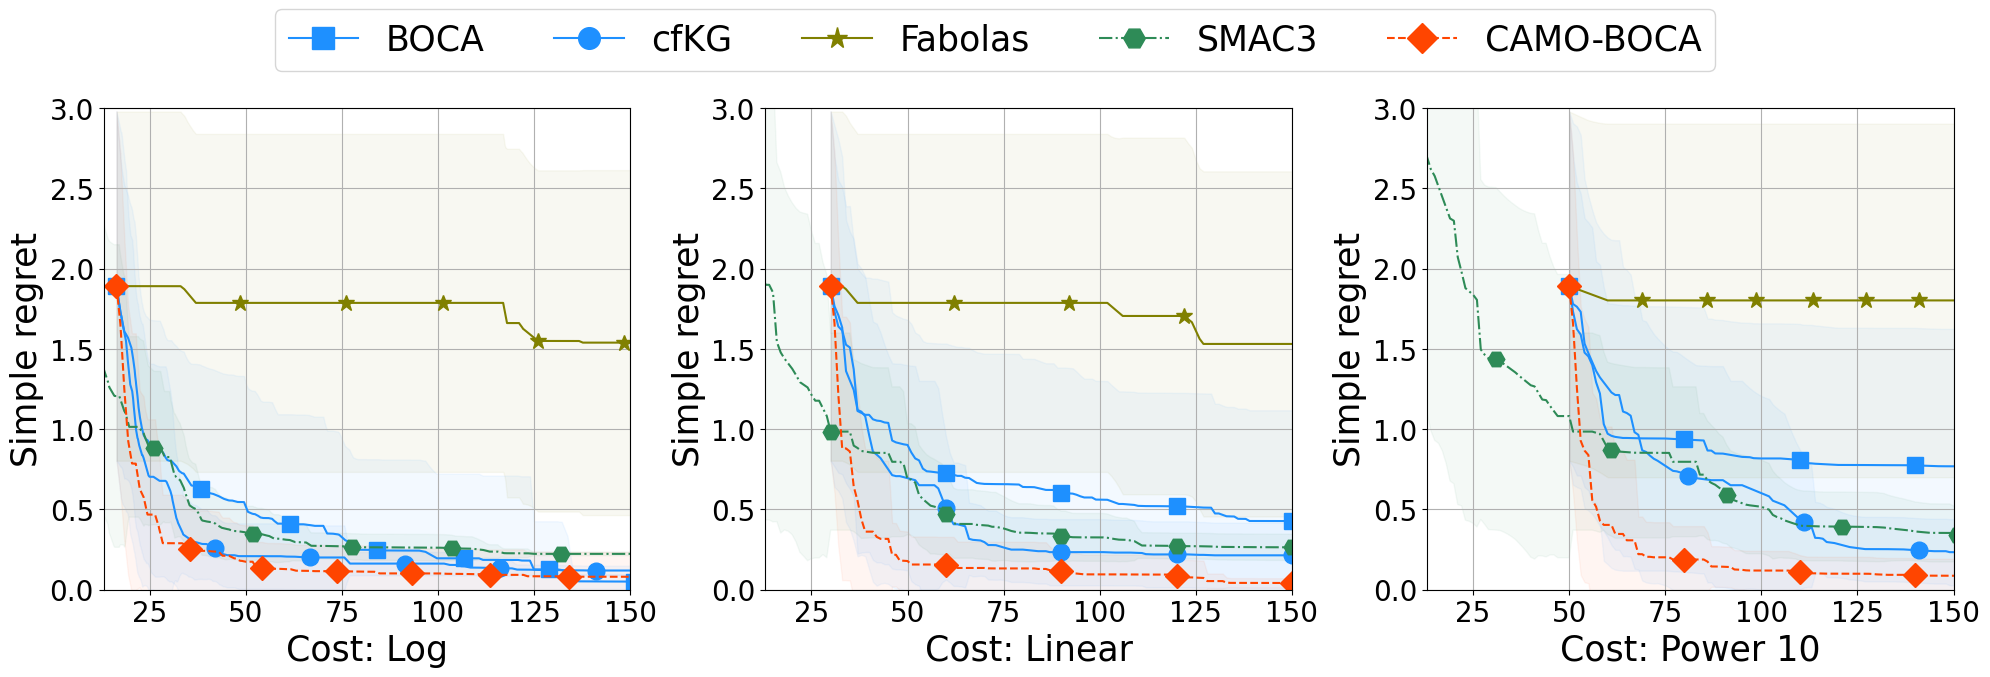 BOCA cfKG Fabolas SMAC3 CAMO-BOCA
Simple regret
3.0
2.5
2.0
1.5
1.0
0.5
0.0
25 50 75 100 125 150
Cost: Log
Simple regret
3.0
2.5
2.0
1.5
1.0
0.5
0.0
25 50 75 100 125 150
Cost: Linear
Simple regret
3.0
2.5
2.0
1.5
1.0
0.5
0.0
25 50 75 100 125 150
Cost: Power 10